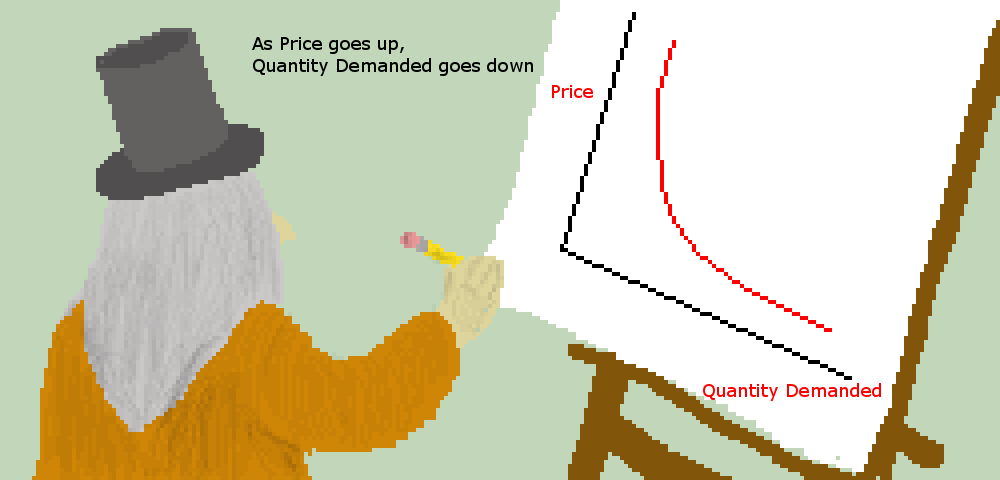 As Price goes up,
Quantity Demanded goes down
Price
Quantity Demanded